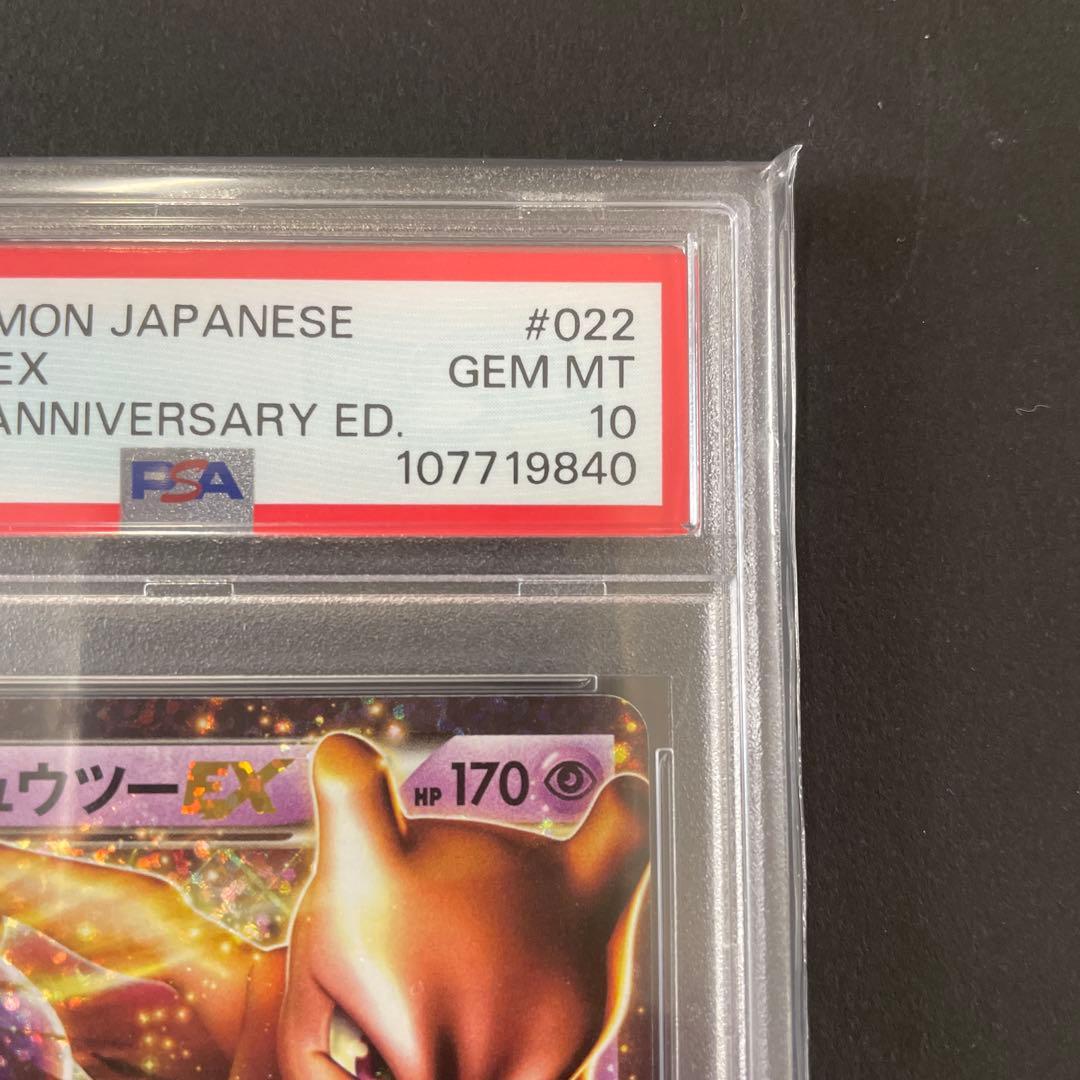 MON JAPANESE #022
EX GEM MT
ANNIVERSARY ED. 10
PSA 107719840
ュウツーEX HP 170